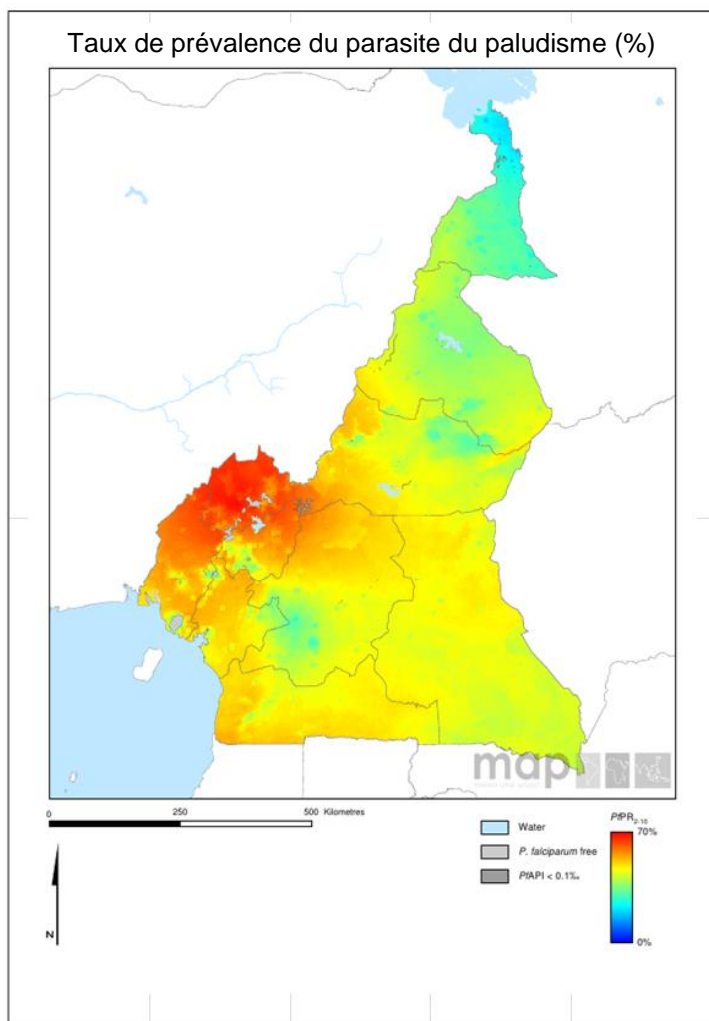 Taux de prévalence du parasite du paludisme (%)
map
0 250 500 Kilometres
Water
P. falciparum free
PfAPI < 0.1‰
PfPR2-10
70%
0%
N